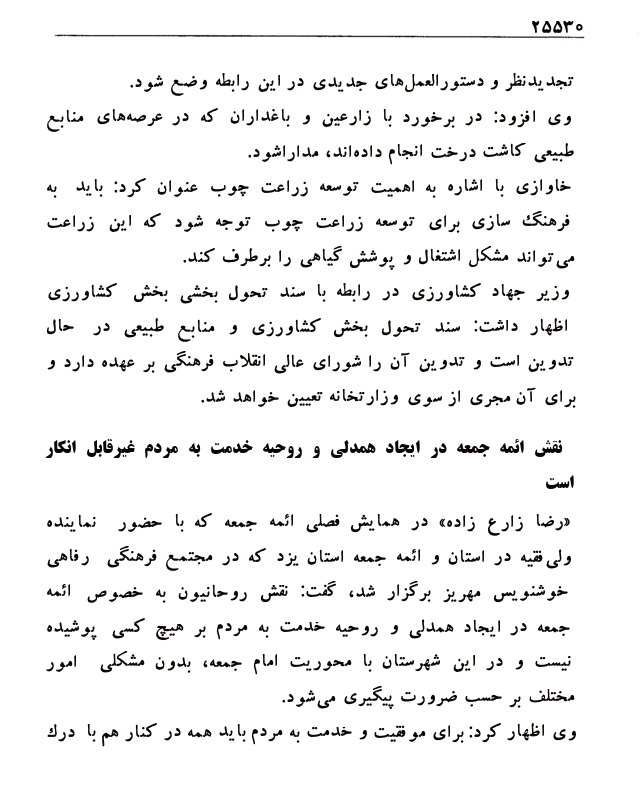 ۲۵۵۳۰
تجدیدنظر و دستورالعمل‌های جدیدی در این رابطه وضع شود.
وی افزود: در برخورد با زارعین و باغداران که در عرصه‌های منابع
طبیعی کاشت درخت انجام داده‌اند، مداراشود.
خاوازی با اشاره به اهمیت توسعه زراعت چوب عنوان کرد: باید به
فرهنگ سازی برای توسعه زراعت چوب توجه شود که این زراعت
می‌تواند مشکل اشتغال و پوشش گیاهی را برطرف کند.
وزیر جهاد کشاورزی در رابطه با سند تحول بخشی بخش کشاورزی
اظهار داشت: سند تحول بخش کشاورزی و منابع طبیعی در حال
تدوین است و تدوین آن را شورای عالی انقلاب فرهنگی بر عهده دارد و
برای آن مجری از سوی وزارتخانه تعیین خواهد شد.
نقش ائمه جمعه در ایجاد همدلی و روحیه خدمت به مردم غیرقابل انکار
است
«رضا زارع زاده» در همایش فصلی ائمه جمعه که با حضور نماینده
ولی‌فقیه در استان و ائمه جمعه استان یزد که در مجتمع فرهنگی رفاهی
خوشنویس مهریز برگزار شد، گفت: نقش روحانیون به خصوص ائمه
جمعه در ایجاد همدلی و روحیه خدمت به مردم بر هیچ کسی پوشیده
نیست و در این شهرستان با محوریت امام جمعه، بدون مشکلی امور
مختلف بر حسب ضرورت پیگیری می‌شود.
وی اظهار کرد: برای موفقیت و خدمت به مردم باید همه در کنار هم با درك